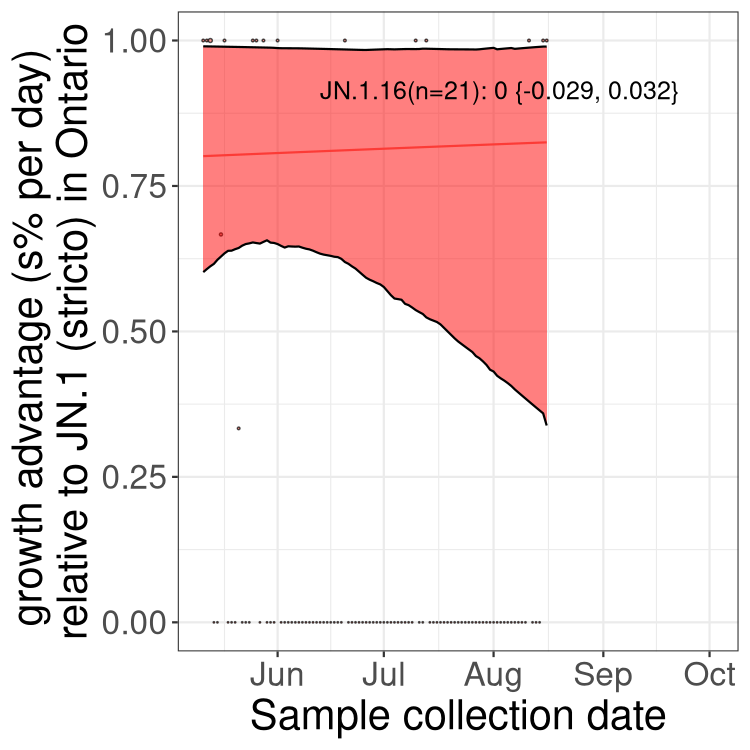 growth advantage (s% per day)
relative to JN.1 (stricto) in Ontario
1.00
0.75
0.50
0.25
0.00
JN.1.16(n=21): 0 {-0.029, 0.032}
Jun Jul Aug Sep Oct
Sample collection date